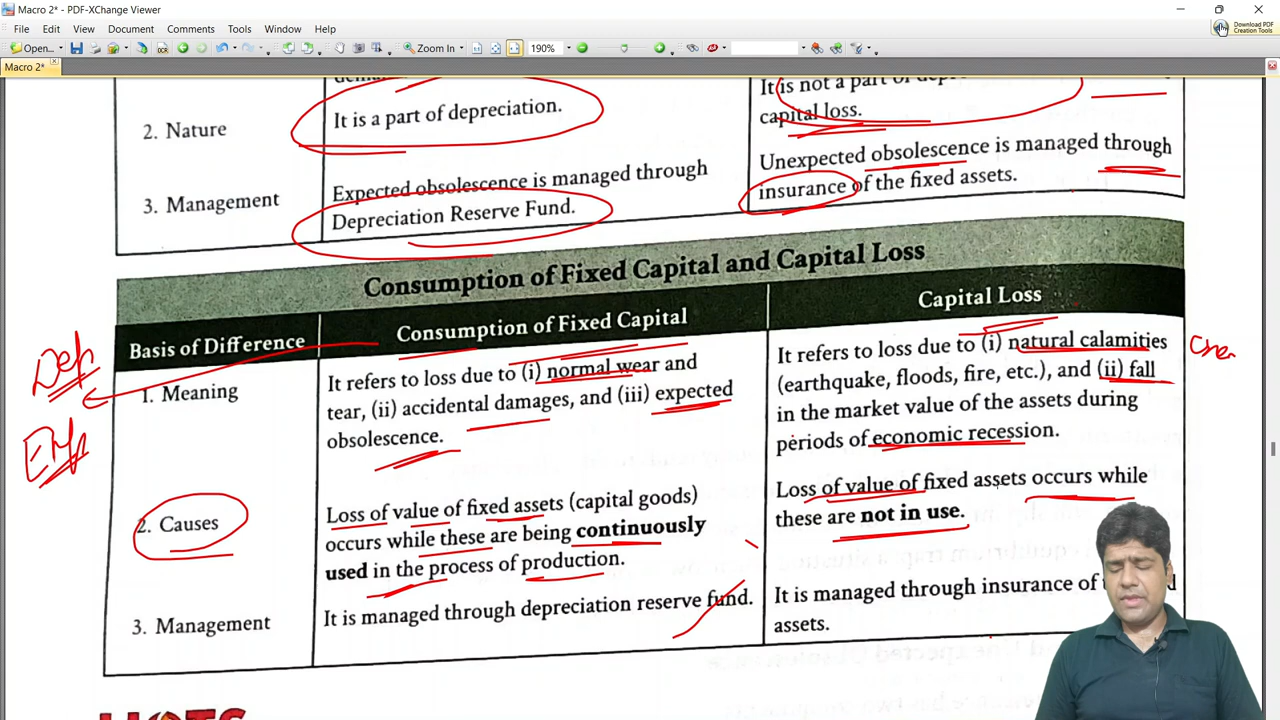 Macro 2* - PDF-XChange Viewer
File Edit View Document Comments Tools Window Help
Download PDF
Creation Tools
Open... Zoom In 190%
Macro 2*
It is not a part of
2. Nature
It is a part of depreciation.
capital loss.
3. Management
Expected obsolescence is managed through
Depreciation Reserve Fund.
Unexpected obsolescence is managed through
insurance of the fixed assets.
Consumption of Fixed Capital and Capital Loss
Basis of Difference
Consumption of Fixed Capital
Capital Loss
Dep
1. Meaning
It refers to loss due to (i) normal wear and
tear, (ii) accidental damages, and (iii) expected
obsolescence.
It refers to loss due to (i) natural calamities
(earthquake, floods, fire, etc.), and (ii) fall
in the market value of the assets during
periods of economic recession.
2. Causes
Loss of value of fixed assets (capital goods)
occurs while these are being continuously
used in the process of production.
Loss of value of fixed assets occurs while
these are not in use.
3. Management
It is managed through depreciation reserve fund.
It is managed through insurance of
assets.